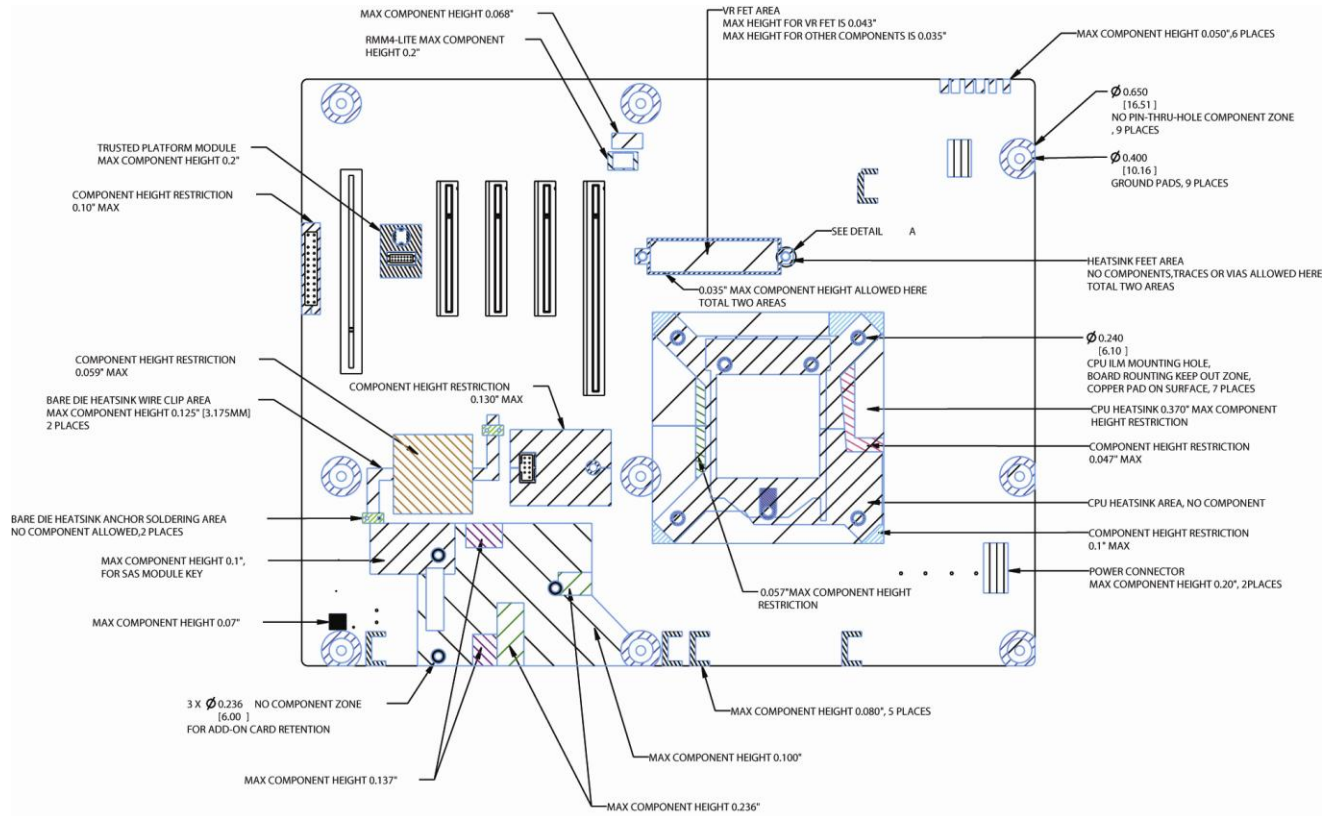 MAX COMPONENT HEIGHT
0.068"
RMM4-LITE MAX COMPONENT
HEIGHT 0.2"
VR FET AREA
MAX HEIGHT FOR VR FET IS 0.043"
MAX HEIGHT FOR OTHER COMPONENTS IS 0.035"
MAX COMPONENT HEIGHT 0.050",6 PLACES
Ø 0.650
[16.51 ]
NO PIN-THRU-HOLE COMPONENT ZONE
, 9 PLACES
Ø 0.400
[10.16 ]
GROUND PADS, 9 PLACES
TRUSTED PLATFORM MODULE
MAX COMPONENT HEIGHT 0.2"
COMPONENT HEIGHT RESTRICTION
0.10" MAX
SEE DETAIL A
HEATSINK FEET AREA
NO COMPONENTS,TRACES OR VIAS ALLOWED HERE
TOTAL TWO AREAS
0.035" MAX COMPONENT HEIGHT ALLOWED HERE
TOTAL TWO AREAS
Ø 0.240
[6.10 ]
CPU ILM MOUNTING HOLE,
BOARD ROUNTING KEEP OUT ZONE,
COPPER PAD ON SURFACE, 7 PLACES
COMPONENT HEIGHT RESTRICTION
0.059" MAX
COMPONENT HEIGHT RESTRICTION
0.130" MAX
BARE DIE HEATSINK WIRE CLIP AREA
MAX COMPONENT HEIGHT 0.125" [3.175MM]
2 PLACES
CPU HEATSINK 0.370" MAX COMPONENT
HEIGHT RESTRICTION
COMPONENT HEIGHT RESTRICTION
0.047" MAX
CPU HEATSINK AREA, NO COMPONENT
BARE DIE HEATSINK ANCHOR SOLDERING AREA
NO COMPONENT ALLOWED,2 PLACES
COMPONENT HEIGHT RESTRICTION
0.1" MAX
MAX COMPONENT HEIGHT 0.1",
FOR SAS MODULE KEY
POWER CONNECTOR
MAX COMPONENT HEIGHT 0.20", 2PLACES
0.057"MAX COMPONENT HEIGHT
RESTRICTION
MAX COMPONENT HEIGHT 0.07"
3 X Ø 0.236 NO COMPONENT ZONE
[6.00 ]
FOR ADD-ON CARD RETENTION
MAX COMPONENT HEIGHT 0.080", 5 PLACES
MAX COMPONENT HEIGHT 0.100"
MAX COMPONENT HEIGHT 0.137"
MAX COMPONENT HEIGHT 0.236"